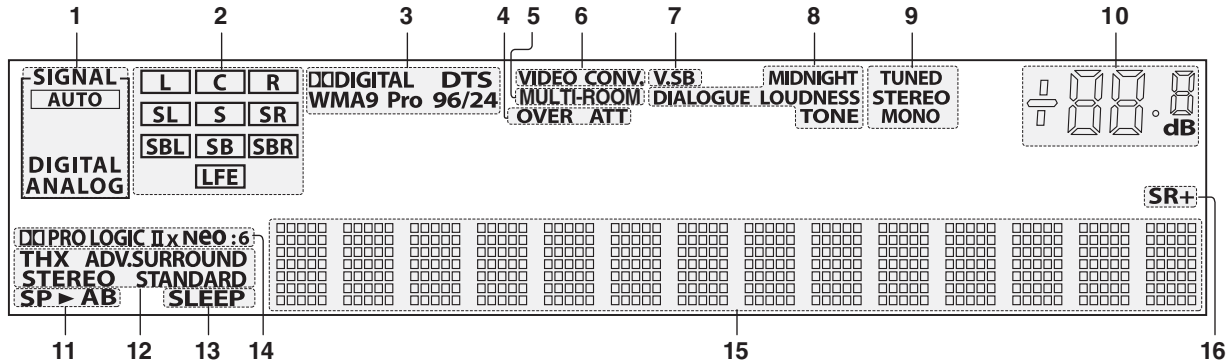 1 2 3 4 5 6 7 8 9 10
SIGNAL
AUTO
DIGITAL
ANALOG
L C R
SL S SR
SBL SB SBR
LFE
DIGITAL DTS
WMA9 Pro 96/24
VIDEO CONV.
MULTI-ROOM
OVER ATT
V.SB
MIDNIGHT
DIALOGUE LOUDNESS
TONE
TUNED
STEREO
MONO
-88.8
dB
SR+
PRO LOGIC IIx Neo:6
THX ADV.SURROUND
STEREO STANDARD
SP ► AB SLEEP
11 12 13 14 15 16